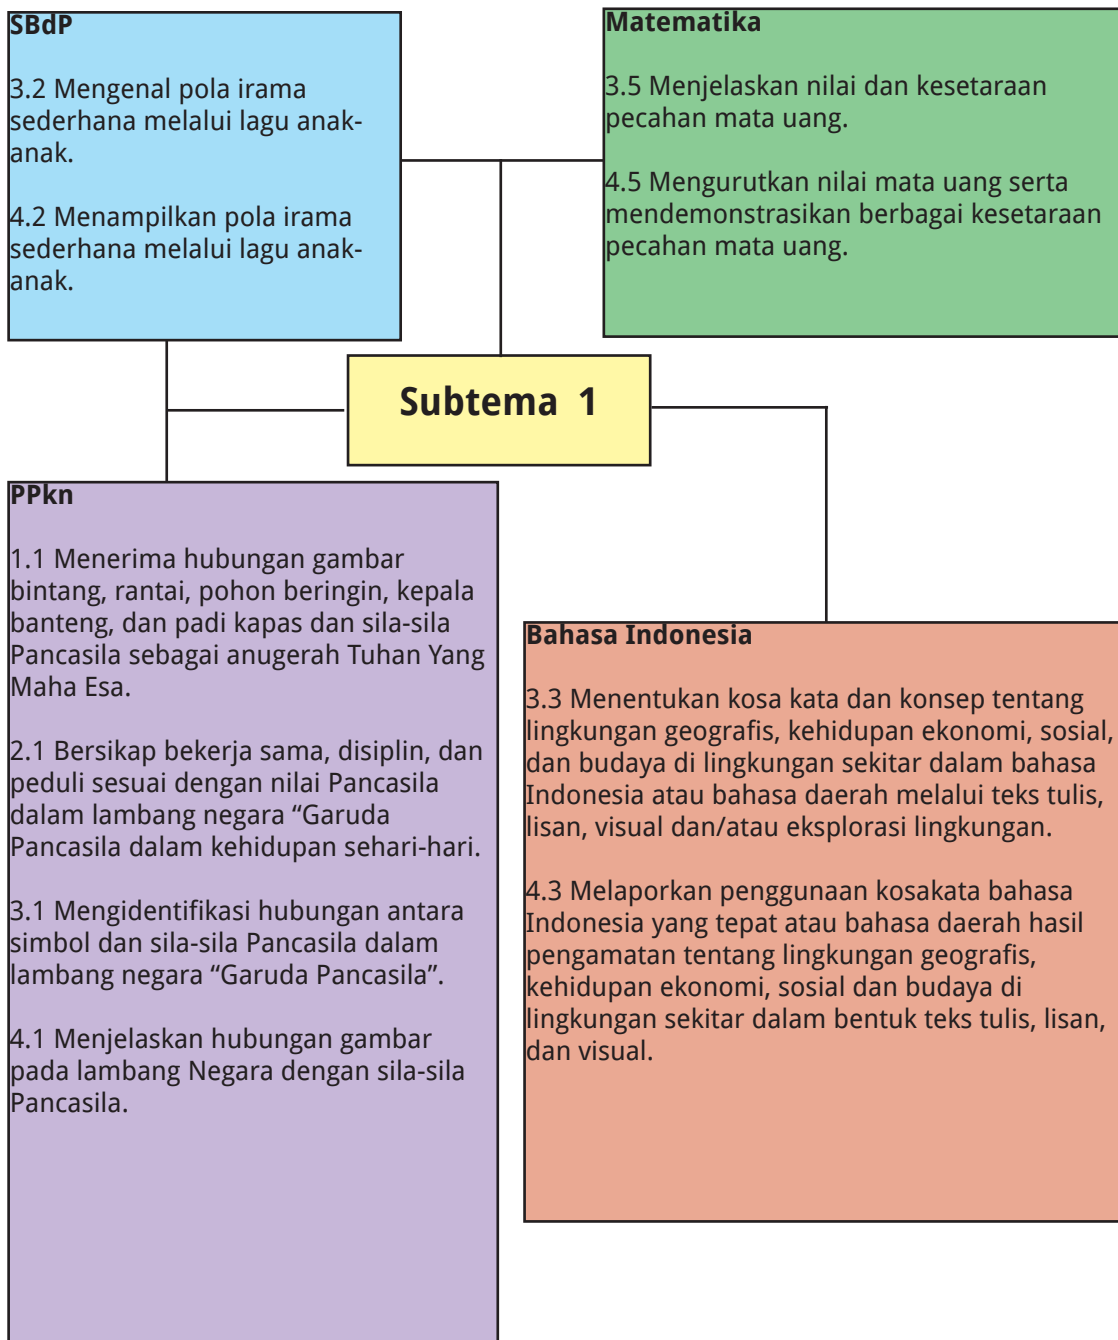 SBdP
3.2 Mengenal pola irama
sederhana melalui lagu anak-
anak.
4.2 Menampilkan pola irama
sederhana melalui lagu anak-
anak.
Matematika
3.5 Menjelaskan nilai dan kesetaraan
pecahan mata uang.
4.5 Mengurutkan nilai mata uang serta
mendemonstrasikan berbagai kesetaraan
pecahan mata uang.
Subtema 1
PPkn
1.1 Menerima hubungan gambar
bintang, rantai, pohon beringin, kepala
banteng, dan padi kapas dan sila-sila
Pancasila sebagai anugerah Tuhan Yang
Maha Esa.
2.1 Bersikap bekerja sama, disiplin, dan
peduli sesuai dengan nilai Pancasila
dalam lambang negara “Garuda
Pancasila dalam kehidupan sehari-hari.
3.1 Mengidentifikasi hubungan antara
simbol dan sila-sila Pancasila dalam
lambang negara “Garuda Pancasila”.
4.1 Menjelaskan hubungan gambar
pada lambang Negara dengan sila-sila
Pancasila.
Bahasa Indonesia
3.3 Menentukan kosa kata dan konsep tentang
lingkungan geografis, kehidupan ekonomi, sosial,
dan budaya di lingkungan sekitar dalam bahasa
Indonesia atau bahasa daerah melalui teks tulis,
lisan, visual dan/atau eksplorasi lingkungan.
4.3 Melaporkan penggunaan kosakata bahasa
Indonesia yang tepat atau bahasa daerah hasil
pengamatan tentang lingkungan geografis,
kehidupan ekonomi, sosial dan budaya di
lingkungan sekitar dalam bentuk teks tulis, lisan,
dan visual.